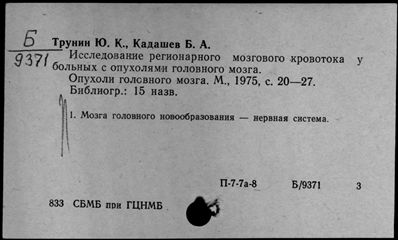 Б
9371
Трунин Ю. К., Кадашев Б. А.
Исследование регионарного мозгового кровотока у
больных с опухолями головного мозга.
Опухоли головного мозга. М., 1975, с. 20—27.
Библиогр.: 15 назв.
1. Мозга головного новообразования — нервная система.
П-7-7а-8 Б/9371 3
833 СБМБ при ГЦНМБ